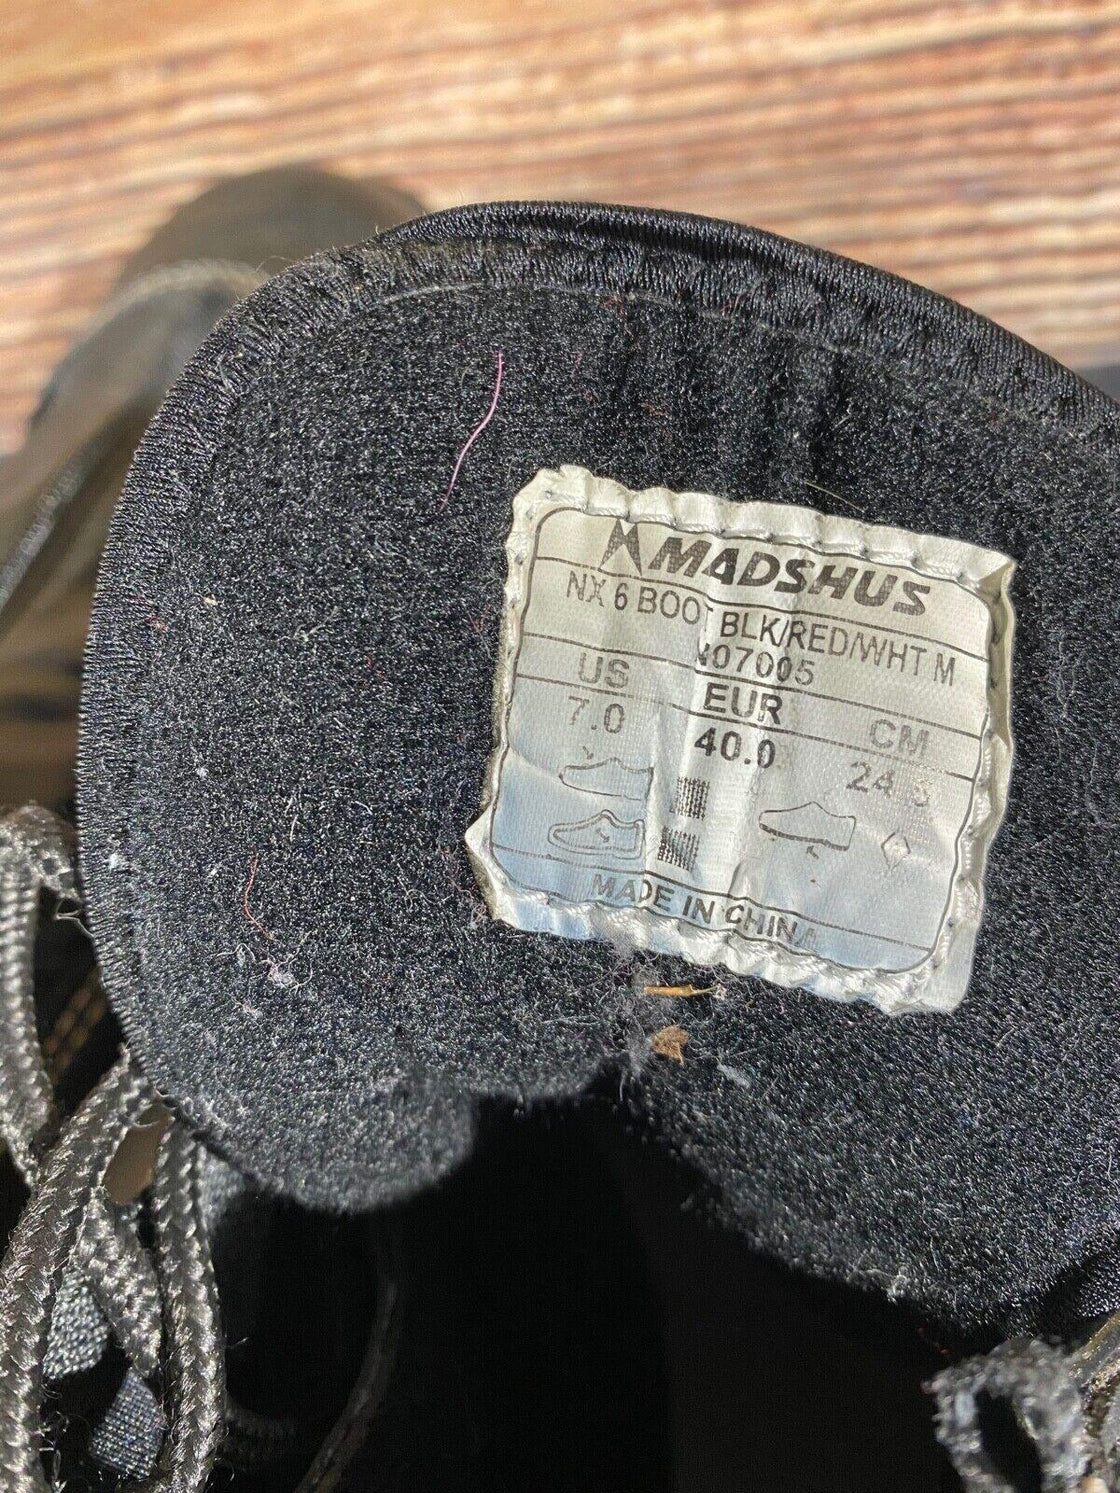 MADSHUS
NX 6 BOOT BLK/RED/WHT M
US EUR CM
7.0 40.0
MADE IN CHINA